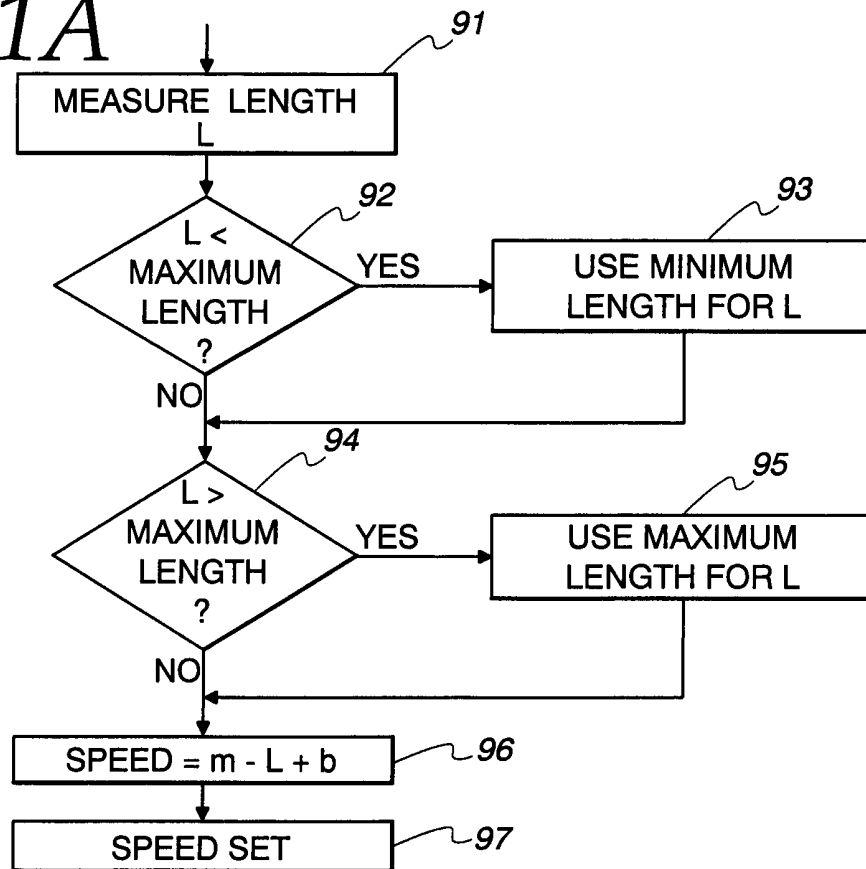 1A
91
MEASURE LENGTH
L
92
L <
MAXIMUM
LENGTH
?
YES
NO
93
USE MINIMUM
LENGTH FOR L
94
L >
MAXIMUM
LENGTH
?
YES
NO
95
USE MAXIMUM
LENGTH FOR L
SPEED = m - L + b
96
SPEED SET
97